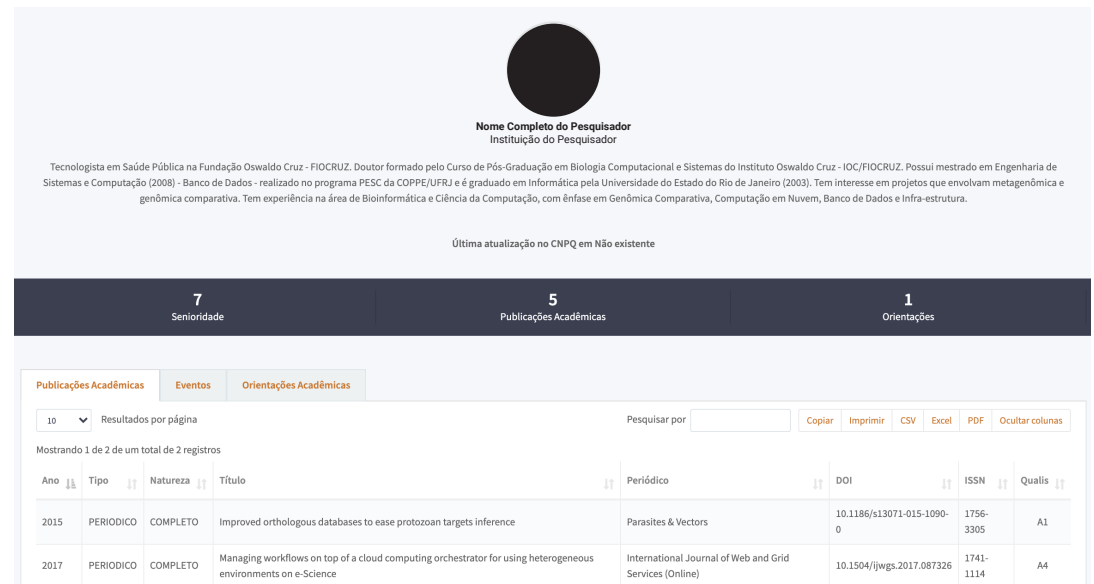 Nome Completo do Pesquisador
Instituição do Pesquisador
Tecnologista em Saúde Pública na Fundação Oswaldo Cruz - FIOCRUZ. Doutor formado pelo Curso de Pós-Graduação em Biologia Computacional e Sistemas do Instituto Oswaldo Cruz - IOC/FIOCRUZ. Possui mestrado em Engenharia de
Sistemas e Computação (2008) - Banco de Dados - realizado no programa PESC da COPPE/UFRJ e é graduado em Informática pela Universidade do Estado do Rio de Janeiro (2003). Tem interesse em projetos que envolvam metagenômica e
genômica comparativa. Tem experiência na área de Bioinformática e Ciência da Computação, com ênfase em Genômica Comparativa, Computação em Nuvem, Banco de Dados e Infra-estrutura.
Última atualização no CNPQ em Não existente
7 5 1
Senioridade Publicações Acadêmicas Orientações
Publicações Acadêmicas Eventos Orientações Acadêmicas
10 Resultados por página Pesquisar por Copiar Imprimir CSV Excel PDF Ocultar colunas
Mostrando 1 de 2 de um total de 2 registros
Ano Tipo Natureza Título Periódico DOI ISSN Qualis
2015 PERIODICO COMPLETO Improved orthologous databases to ease protozoan targets inference Parasites & Vectors 10.1186/s13071-015-1090-0 1756-3305 A1
2017 PERIODICO COMPLETO Managing workflows on top of a cloud computing orchestrator for using heterogeneous environments on e-Science International Journal of Web and Grid Services (Online) 10.1504/ijwgs.2017.087326 1741-1114 A4